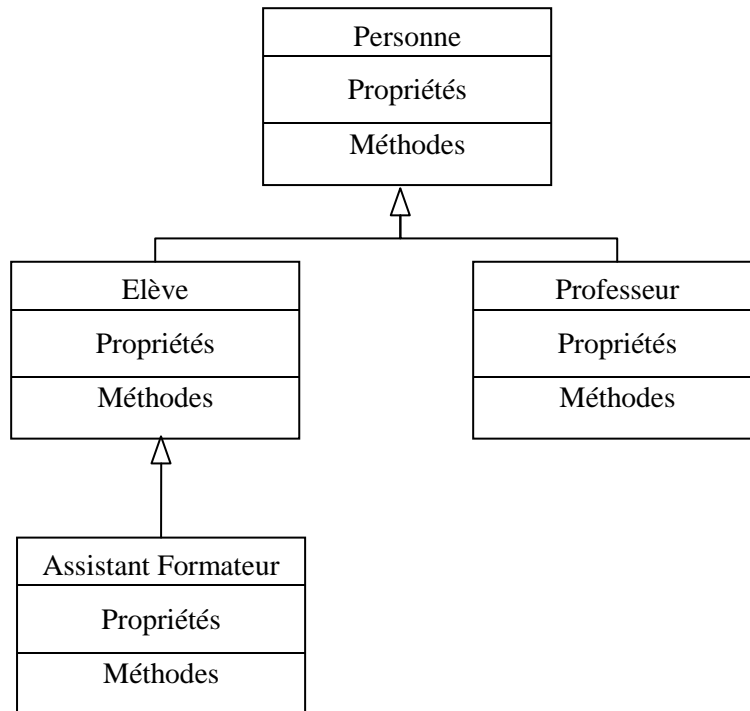 Personne
Propriétés
Méthodes
Elève
Propriétés
Méthodes
Professeur
Propriétés
Méthodes
Assistant Formateur
Propriétés
Méthodes